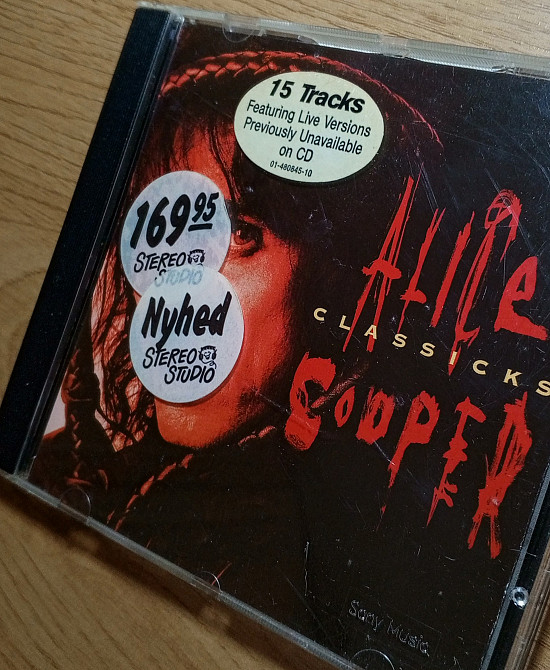 15 Tracks
Featuring Live Versions
Previously Unavailable
on CD
01-480845-10
169 95
STEREO
STUDIO
Nyhed
STEREO
STUDIO
ALICE
CLASSICKS
COOPER
Sony Music